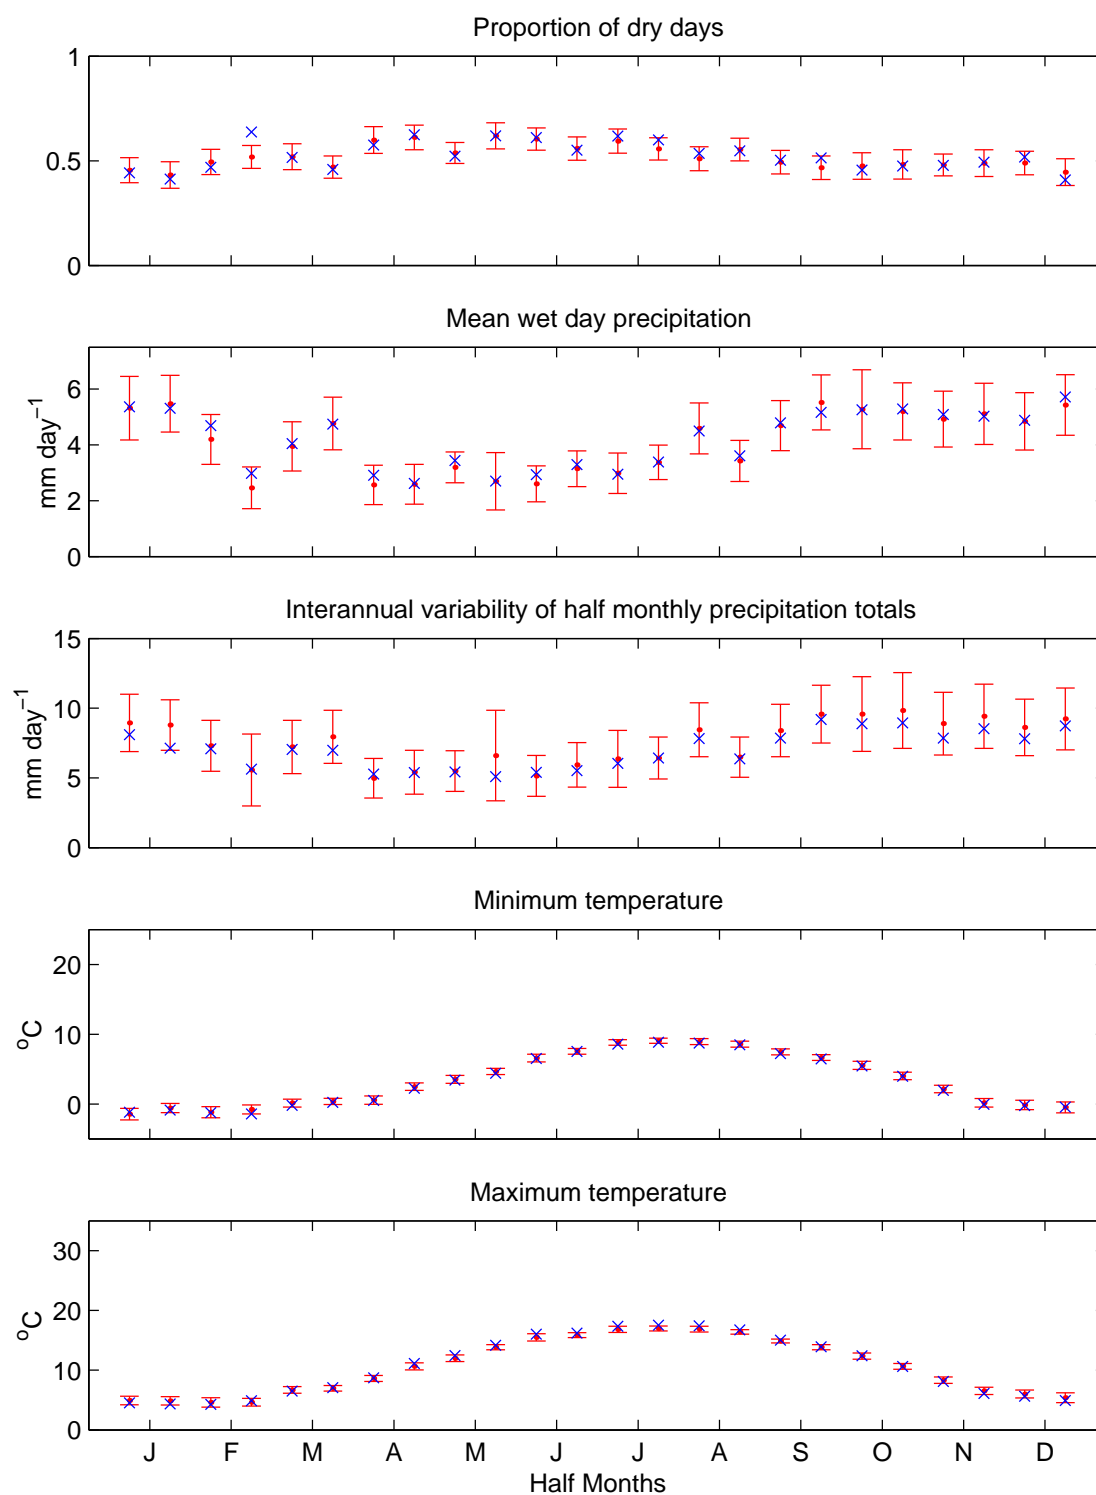 Proportion of dry days
1
0.5
0
Mean wet day precipitation
6
4
2
0
mm day⁻¹
Interannual variability of half monthly precipitation totals
15
10
5
0
mm day⁻¹
Minimum temperature
20
10
0
ᵒC
Maximum temperature
30
20
10
0
ᵒC
J F M A M J J A S O N D
Half Months